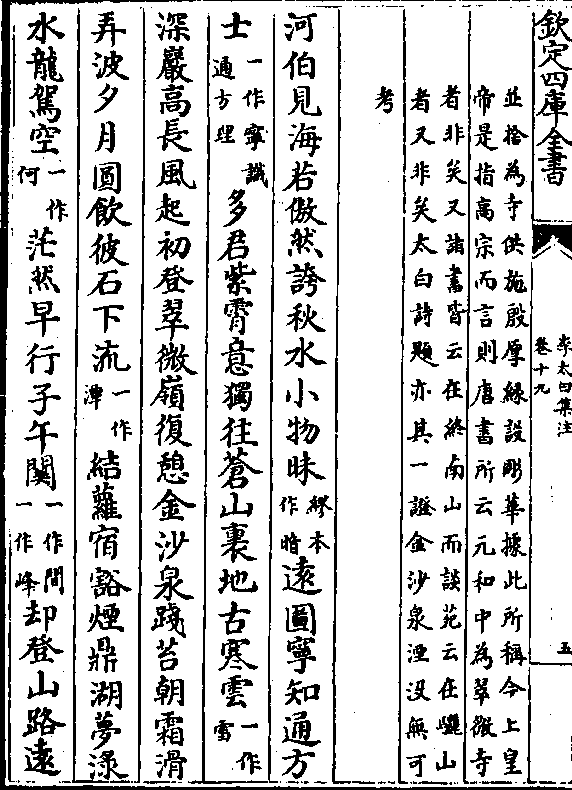 欽定四庫全書
李太白集注
卷十九
五
並捨為寺供施殷厚緣設彫華據此所稱今上皇
帝是指高宗而言則唐書所云元和中為翠微寺
者非矣又諸書皆云在終南山而談苑云在驪山
者又非矣太白詩題亦其一證金沙泉湮没無可
考
河伯見海若傲然誇秋水小物昧繆本作暗遠圖寧知通方
士一作寧識通方理多君紫霄意獨往蒼山裏地古寒雲一作雪
深巖高長風起初登翠微嶺復憩金沙泉踐苔朝霜滑
弄波夕月圓飲彼石下流一作潭結蘿宿谿煙鼎湖夢淥
水龍駕空一作何茫然早行子午關一作間一作峰却登山路遠